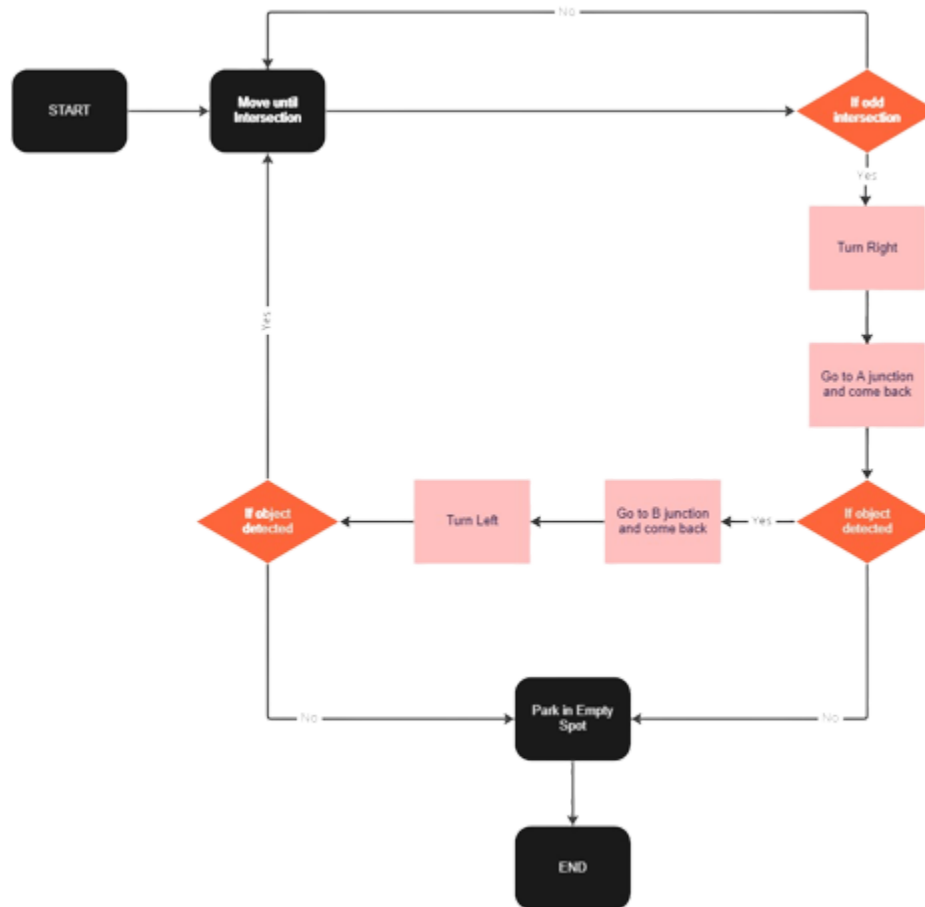 No
START
Move until
Intersection
If odd
intersection
Yes
Turn Right
Yes
Go to A junction
and come back
If object
detected
Turn Left
Go to B junction
and come back
Yes
If object
detected
No
Park in Empty
Spot
No
END